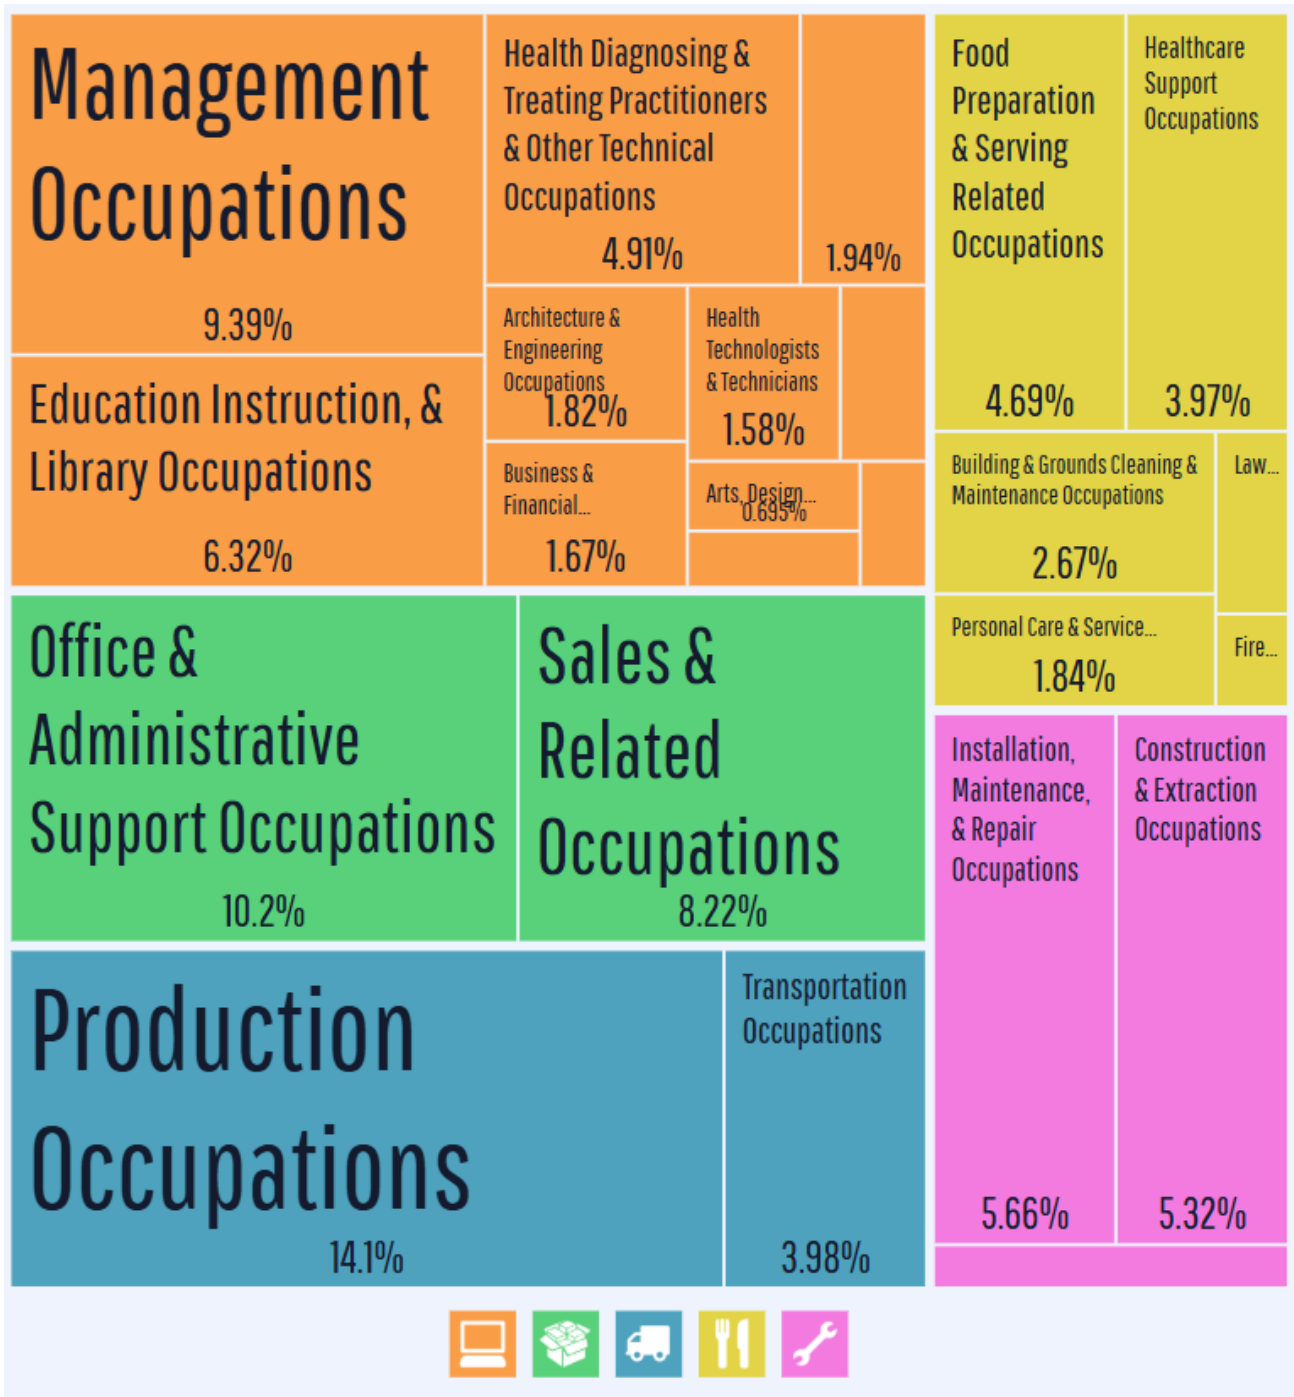 Management
Occupations
9.39%
Education Instruction, &
Library Occupations
6.32%
Health Diagnosing &
Treating Practitioners
& Other Technical
Occupations
4.91%
1.94%
Architecture &
Engineering
Occupations
1.82%
Health
Technologists
& Technicians
1.58%
Business &
Financial...
1.67%
Arts, Design...
0.695%
Office &
Administrative
Support Occupations
10.2%
Sales &
Related
Occupations
8.22%
Production
Occupations
14.1%
Transportation
Occupations
3.98%
Food
Preparation
& Serving
Related
Occupations
4.69%
Healthcare
Support
Occupations
3.97%
Building & Grounds Cleaning &
Maintenance Occupations
2.67%
Law...
Personal Care & Service...
1.84%
Fire...
Installation,
Maintenance,
& Repair
Occupations
5.66%
Construction
& Extraction
Occupations
5.32%